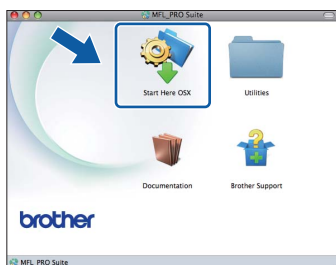 MFL_PRO Suite
Start Here OSX
Utilities
Documentation
Brother Support
brother
MFL_PRO Suite